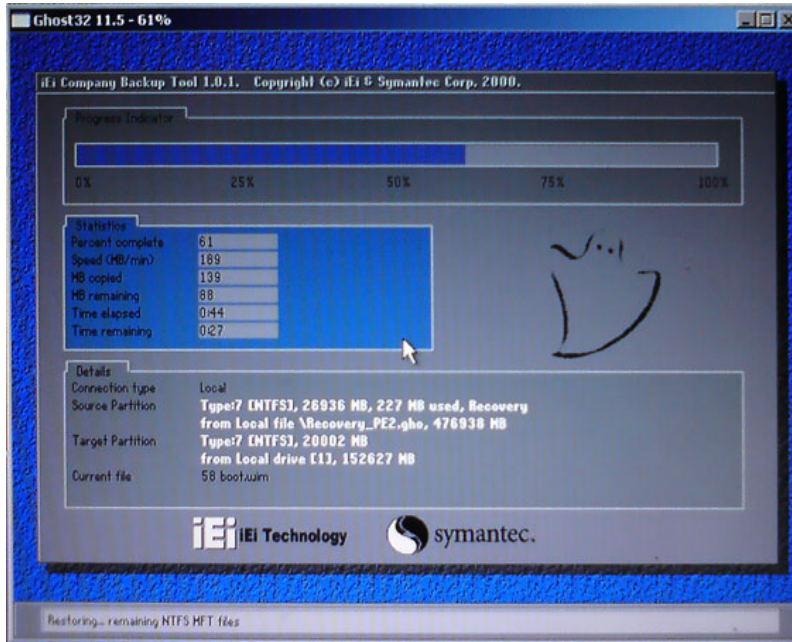 Ghost32 11.5 - 61%
iEi Company Backup Tool 1.0.1. Copyright (c) iEi & Symantec Corp. 2000.
Progress Indicator
0% 25% 50% 75% 100%
Statistics
Percent complete 61
Speed (MB/min) 189
MB copied 139
MB remaining 88
Time elapsed 0:44
Time remaining 0:27
Details
Connection type Local
Source Partition Type:7 [NTFS], 26936 MB, 227 MB used, Recovery
from Local file \Recovery_PE2.gho, 476938 MB
Target Partition Type:7 [NTFS], 20002 MB
from Local drive [1], 152627 MB
Current file 58 boot.wim
iEi iEi Technology symantec.
Restoring... remaining NTFS MFT files